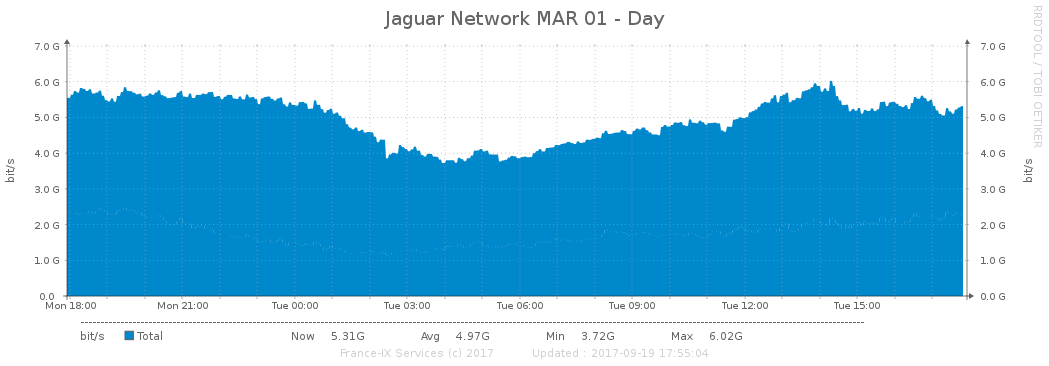 Jaguar Network MAR 01 - Day
RRDTOOL / TOBI OETIKER
bit/s
7.0 G
6.0 G
5.0 G
4.0 G
3.0 G
2.0 G
1.0 G
0.0
7.0 G
6.0 G
5.0 G
4.0 G
3.0 G
2.0 G
1.0 G
0.0 G
bit/s
Mon 18:00 Mon 21:00 Tue 00:00 Tue 03:00 Tue 06:00 Tue 09:00 Tue 12:00 Tue 15:00
bit/s Total Now 5.31G Avg 4.97G Min 3.72G Max 6.02G
France-IX Services (c) 2017 Updated : 2017-09-19 17:55:04